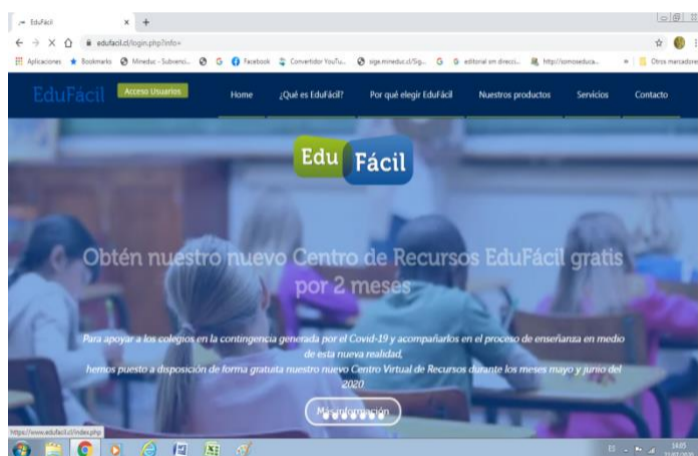 EduFácil
edufacil.cl/login.php?info=
Aplicaciones Bookmarks Mineduc - Subvenci... Facebook Convertidor YouTu... sige.mineduc.cl/Sig... editorial sm direcci... http://somoseduca... Otros marcadores
EduFácil Acceso Usuarios Home ¿Qué es EduFácil? Por qué elegir EduFácil Nuestros productos Servicios Contacto
Edu Fácil
Obtén nuestro nuevo Centro de Recursos EduFácil gratis
por 2 meses
Para apoyar a los colegios en la contingencia generada por el Covid-19 y acompañarlos en el proceso de enseñanza en medio
de esta nueva realidad,
hemos puesto a disposición de forma gratuita nuestro nuevo Centro Virtual de Recursos durante los meses mayo y junio del
2020
Más información
https://www.edufacil.cl/index.php
ES 14:05